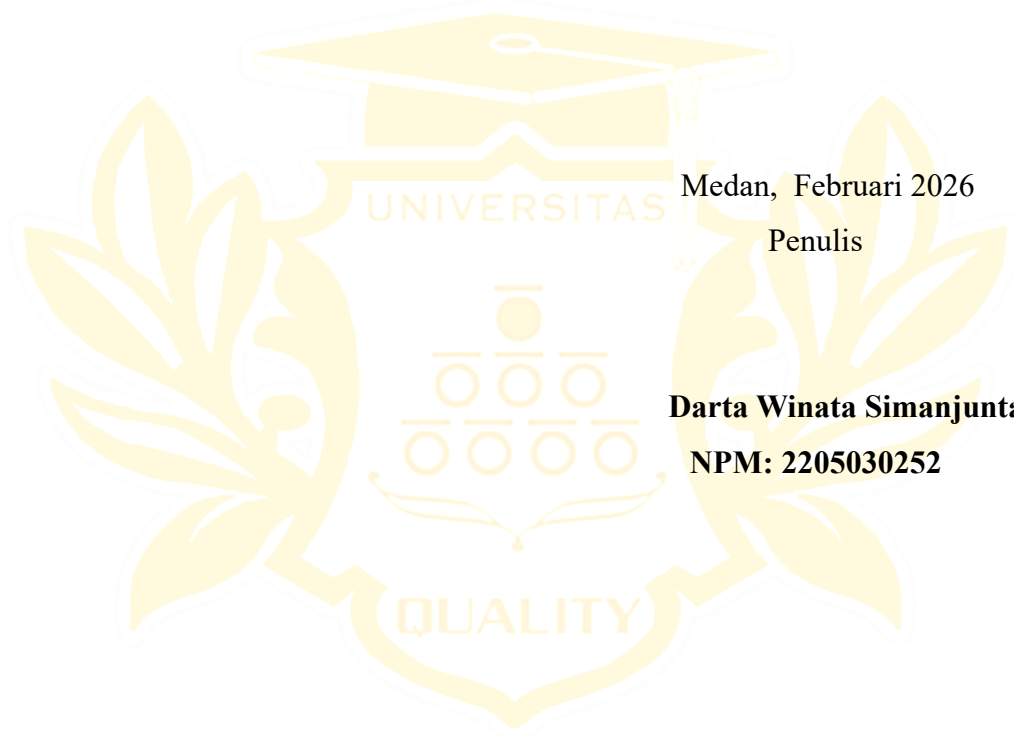 UNIVERSITAS
Medan, Februari 2026
Penulis
Darta Winata Simanjunta
NPM: 2205030252
QUALITY